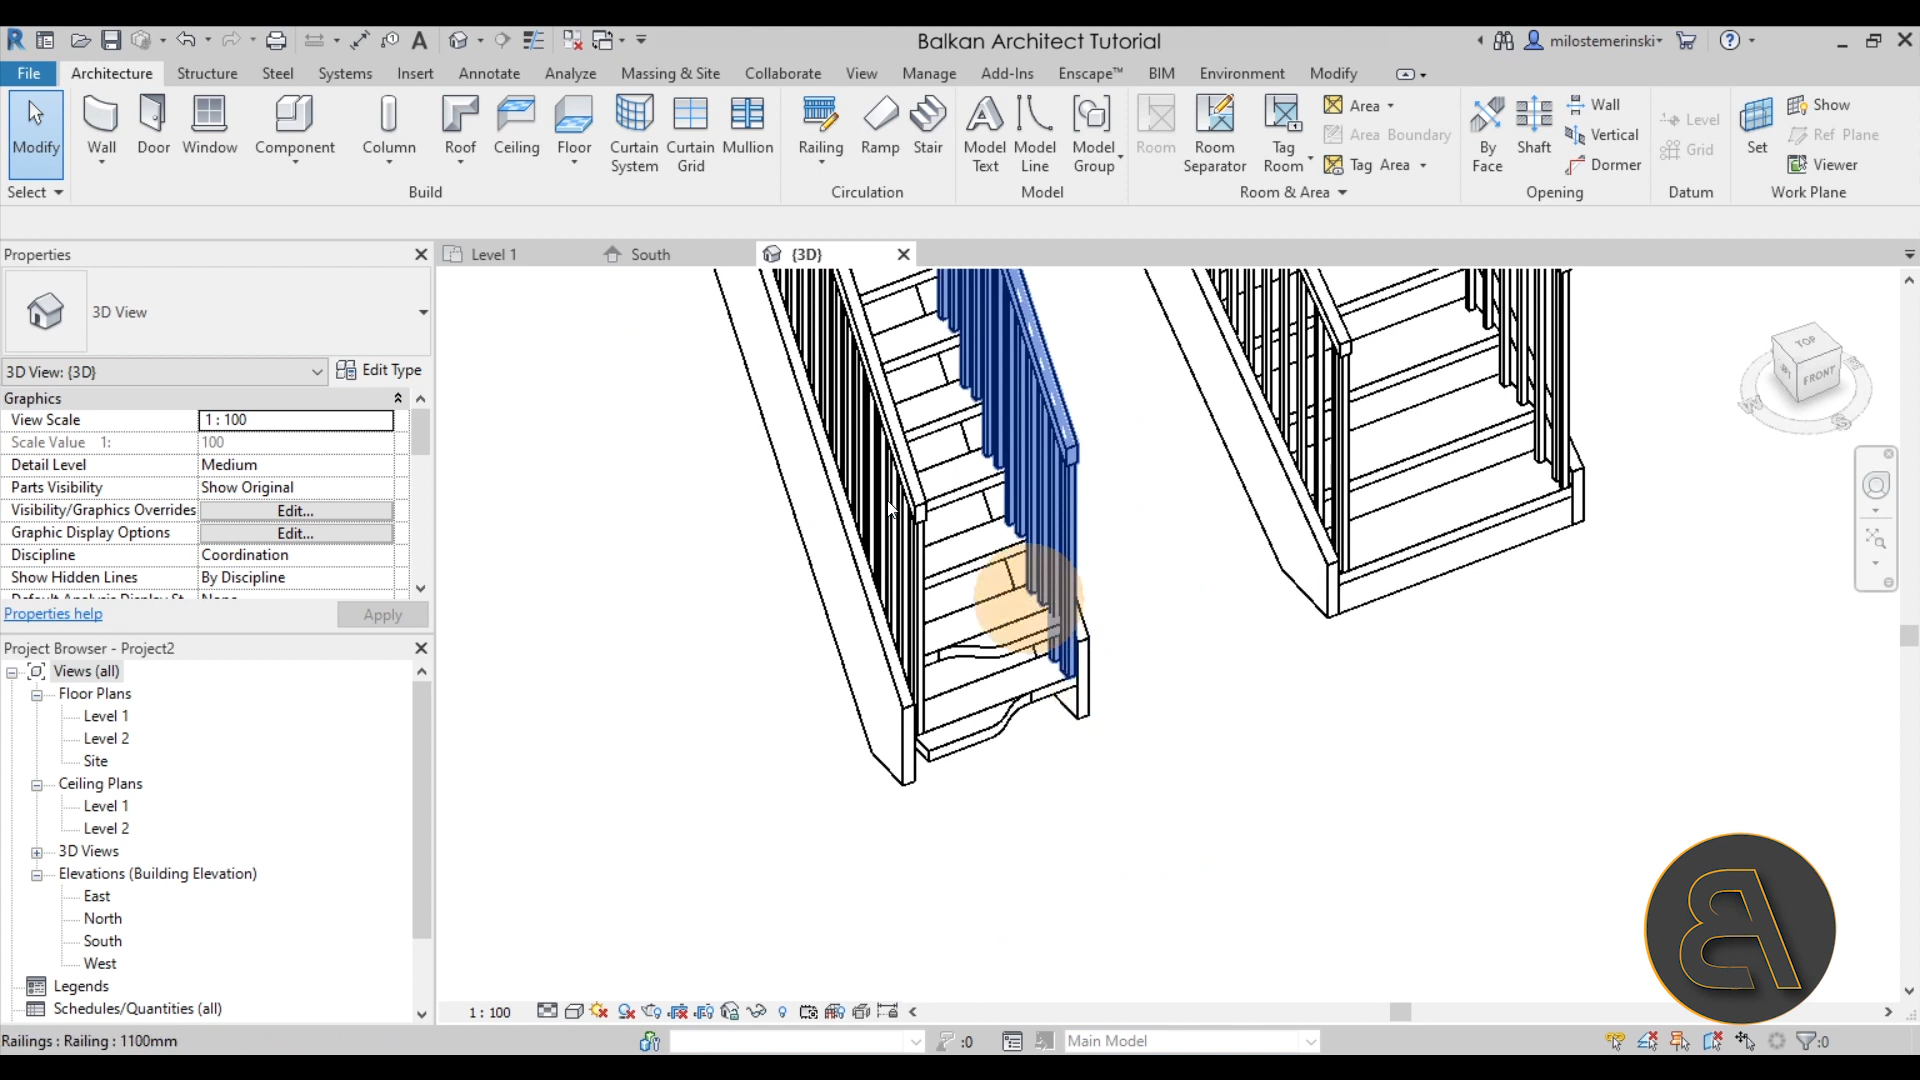 Balkan Architect Tutorial
milostemerinski
File Architecture Structure Steel Systems Insert Annotate Analyze Massing & Site Collaborate View Manage Add-Ins Enscape™ BIM Environment Modify
Modify Wall Door Window Component Column Roof Ceiling Floor Curtain System Curtain Grid Mullion Railing Ramp Stair Model Text Model Line Model Group Room Room Separator Tag Room Area Area Boundary Tag Area By Face Shaft Wall Vertical Dormer Level Grid Set Show Ref Plane Viewer
Select Build Circulation Model Room & Area Opening Datum Work Plane
Properties
Level 1 South {3D}
3D View
3D View: {3D} Edit Type
Graphics
View Scale 1 : 100
Scale Value 1: 100
Detail Level Medium
Parts Visibility Show Original
Visibility/Graphics Overrides Edit...
Graphic Display Options Edit...
Discipline Coordination
Show Hidden Lines By Discipline
Properties help Apply
TOP
FRONT
Project Browser - Project2
Views (all)
Floor Plans
Level 1
Level 2
Site
Ceiling Plans
Level 1
Level 2
3D Views
Elevations (Building Elevation)
East
North
South
West
Legends
Schedules/Quantities (all)
1 : 100
Railings : Railing : 1100mm :0 Main Model :0